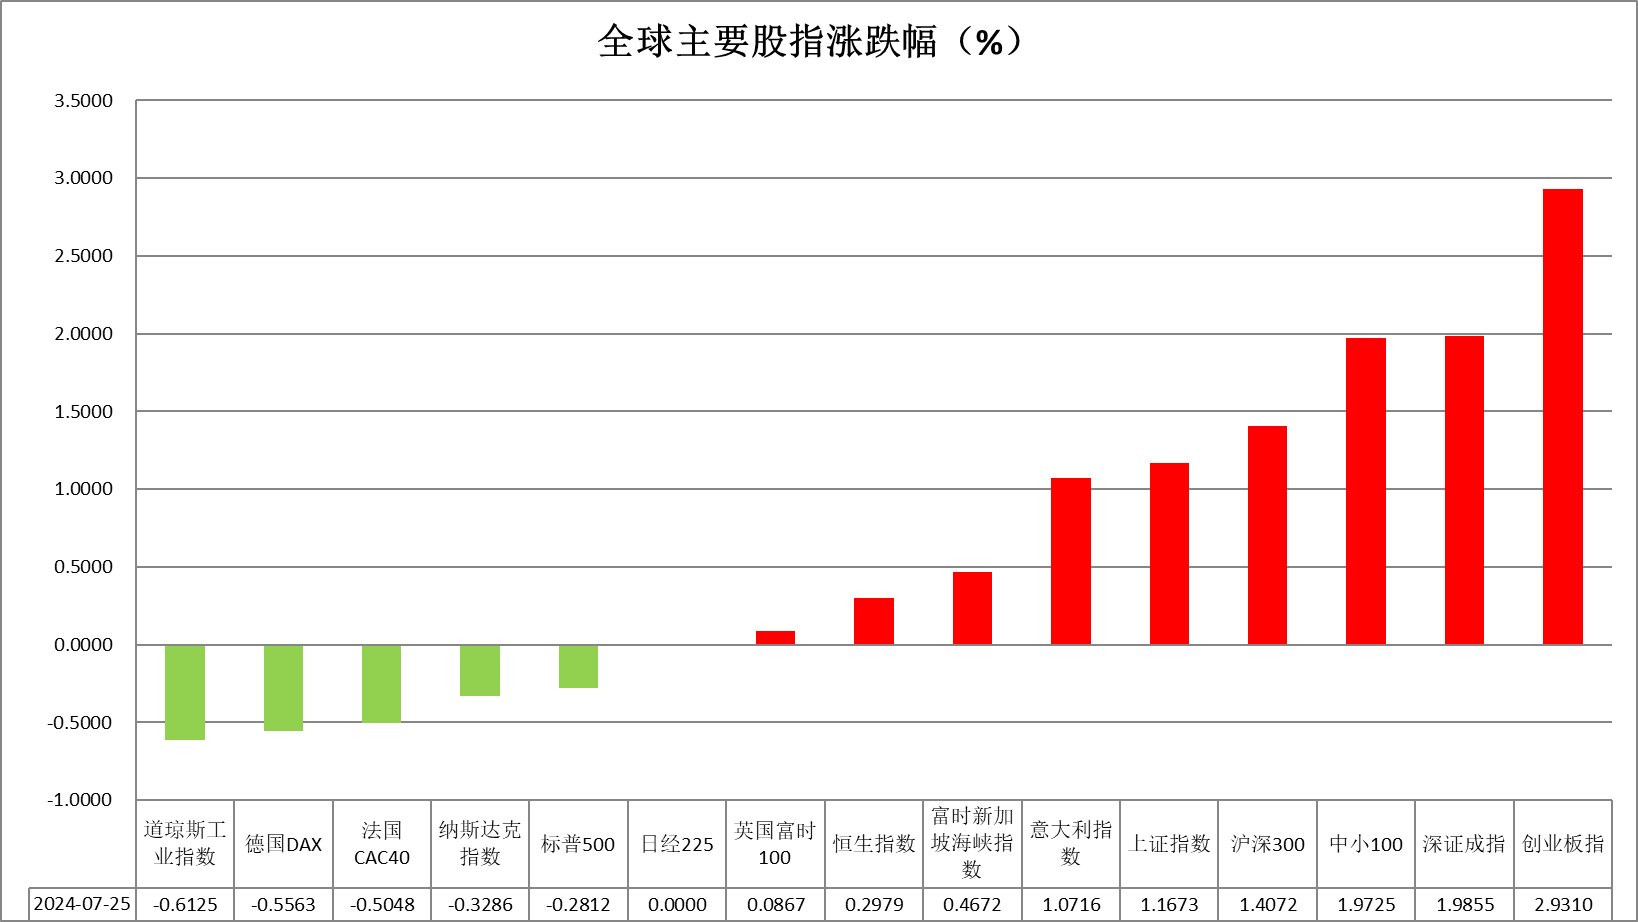 全球主要股指涨跌幅（%）
3.5000
3.0000
2.5000
2.0000
1.5000
1.0000
0.5000
0.0000
-0.5000
-1.0000
道琼斯工
业指数
德国DAX
法国
CAC40
纳斯达克
指数
标普500
日经225
英国富时
100
恒生指数
富时新加
坡海峡指
数
意大利指
数
上证指数
沪深300
中小100
深证成指
创业板指
2024-07-25 -0.6125 -0.5563 -0.5048 -0.3286 -0.2812 0.0000 0.0867 0.2979 0.4672 1.0716 1.1673 1.4072 1.9725 1.9855 2.9310